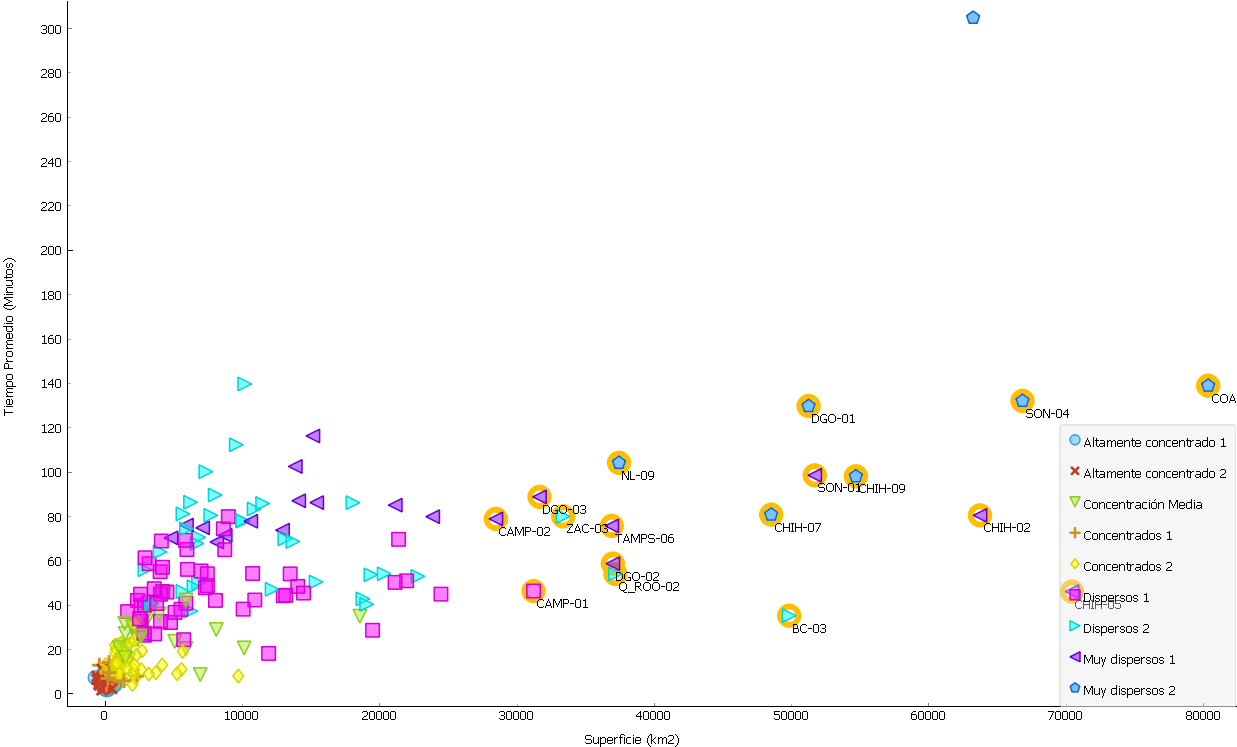 300
280
260
240
220
200
180
160
140
120
100
80
60
40
20
0
Tiempo Promedio (Minutos)
COA
SON-04
DGO-01
NL-09
SON-01
CHIH-09
DGO-03
CAMP-02
ZAC-03
TAMPS-06
CHIH-07
CHIH-02
DGO-02
Q_ROO-02
CAMP-01
BC-03
CHIH-05
Altamente concentrado 1
Altamente concentrado 2
Concentración Media
Concentrados 1
Concentrados 2
Dispersos 1
Dispersos 2
Muy dispersos 1
Muy dispersos 2
0
10000
20000
30000
40000
50000
60000
70000
80000
Superficie (km2)